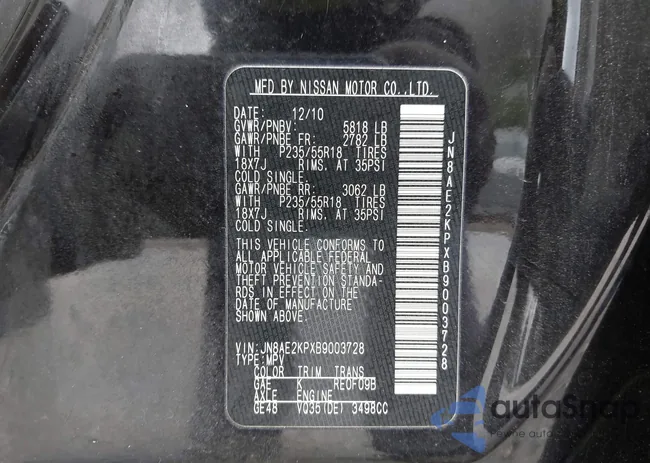 MFD BY NISSAN MOTOR CO.,LTD.
DATE: 12/10
GVWR/PNBV: 5818 LB
GAWR/PNBE FR: 2782 LB
WITH P235/55R18 TIRES
18X7J RIMS, AT 35PSI
COLD SINGLE.
GAWR/PNBE RR: 3062 LB
WITH P235/55R18 TIRES
18X7J RIMS, AT 35PSI
COLD SINGLE.
THIS VEHICLE CONFORMS TO
ALL APPLICABLE FEDERAL
MOTOR VEHICLE SAFETY AND
THEFT PREVENTION STANDA-
RDS IN EFFECT ON THE
DATE OF MANUFACTURE
SHOWN ABOVE.
VIN: JN8AE2KPXB9003728
TYPE: MPV
COLOR TRIM TRANS
GAE K RE0F09B
AXLE ENGINE
GE48 VQ35(DE) 3498CC
JN8AE2KPXB9003728
autoSnap